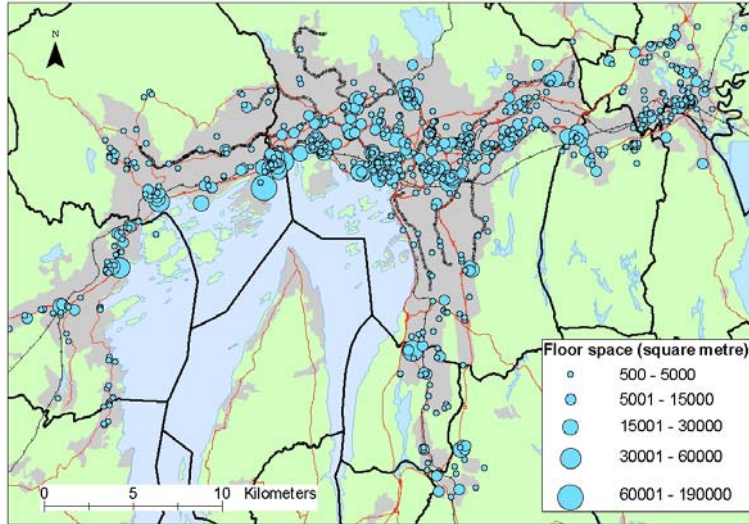 N
Floor space (square metre)
500 - 5000
5001 - 15000
15001 - 30000
30001 - 60000
60001 - 190000
0 5 10 Kilometers